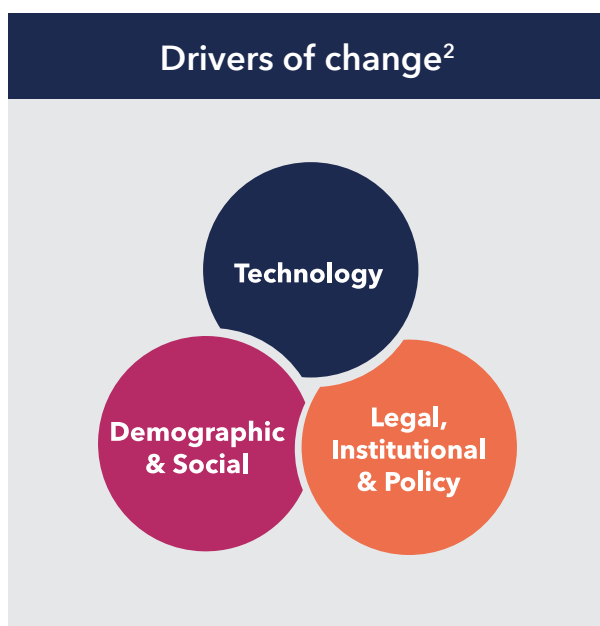 Drivers of change²
Technology
Demographic
& Social
Legal,
Institutional
& Policy